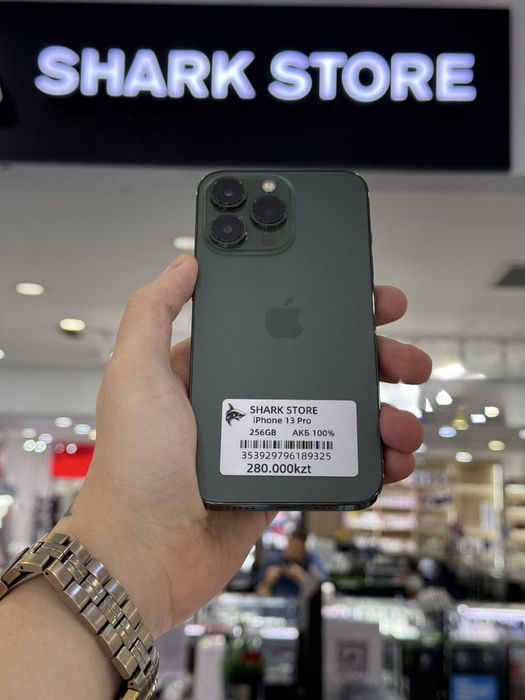 SHARK STORE
SHARK STORE
iPhone 13 Pro
256GB АКБ 100%
353929796189325
280.000kzt